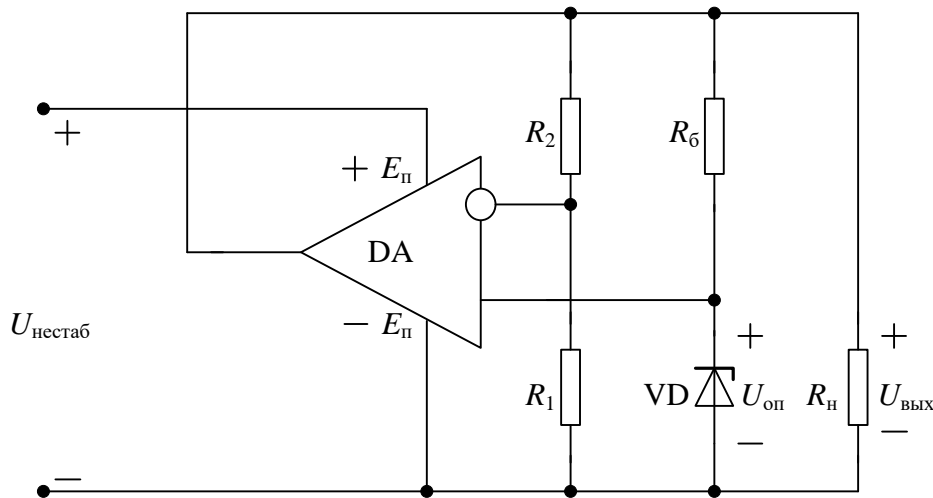 R₂ Rб
+
+ Eп
DA
− Eп
Uнестаб
+ +
R₁ VD Uоп Rн Uвых
− −
−